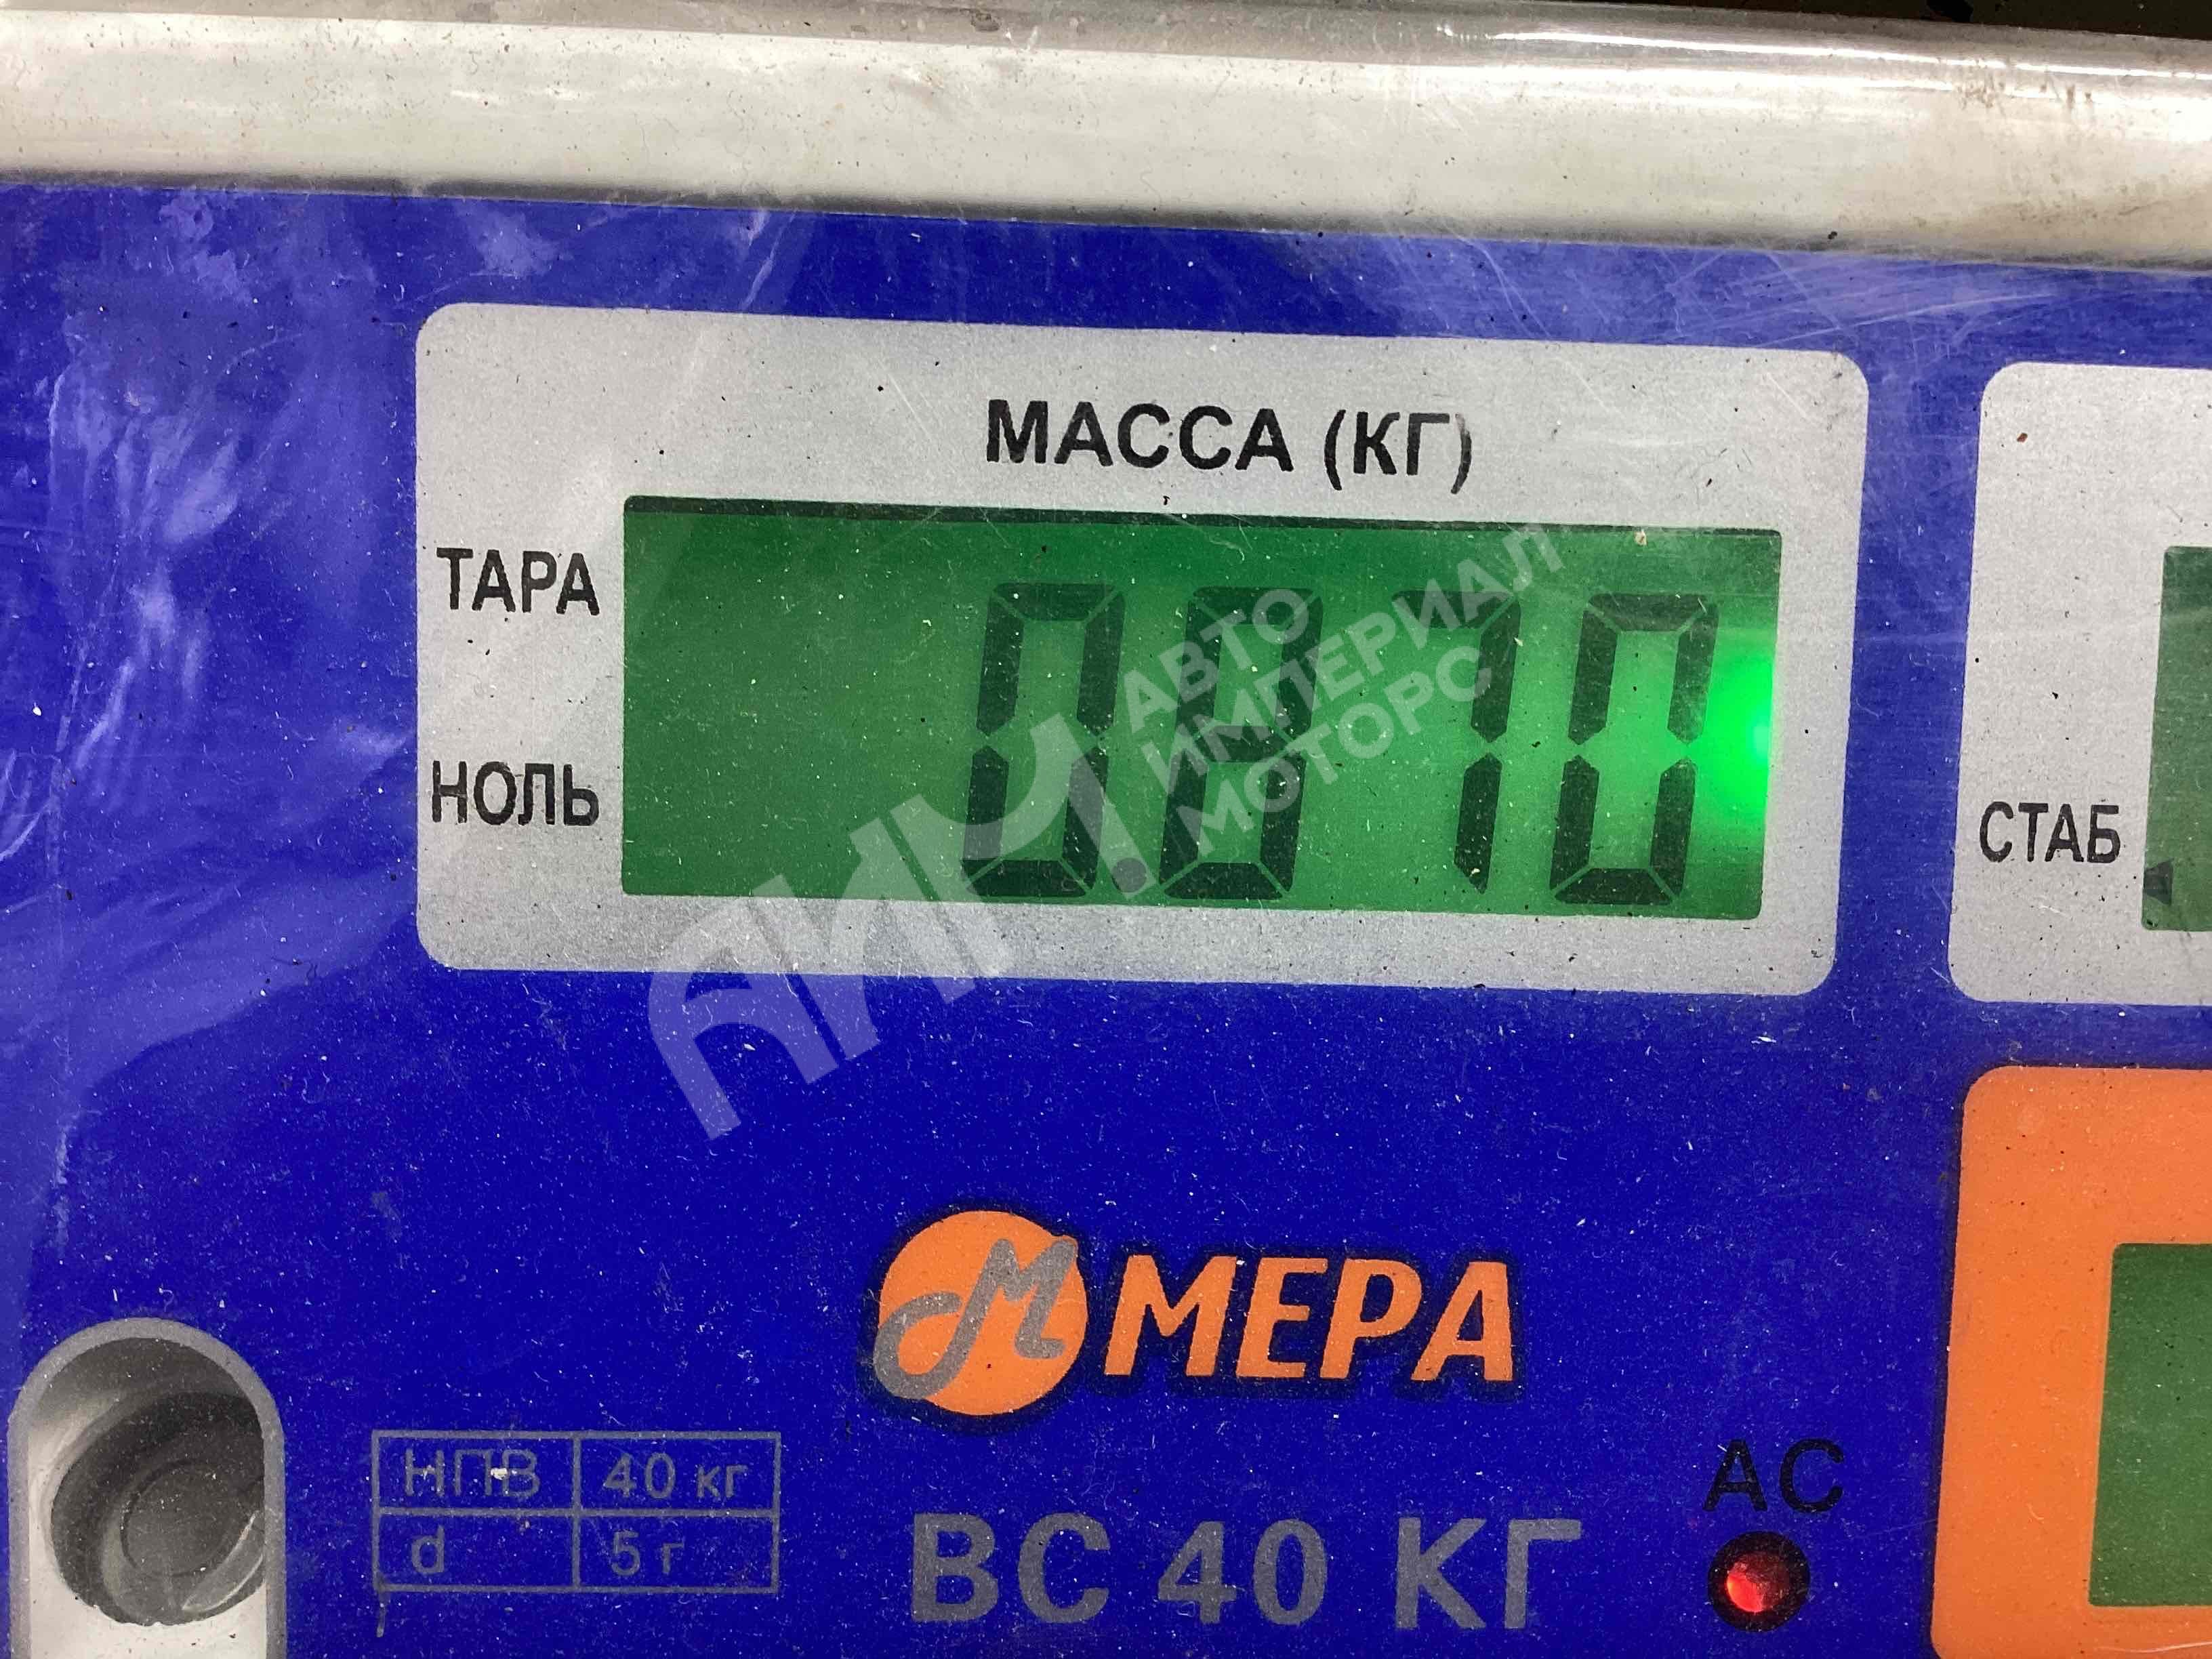 МАССА (КГ)
ТАРА
0.870
НОЛЬ
СТАБ
АИМ.
АВТО
ИМПЕРИАЛ
МОТОРС
М МЕРА
НПВ 40 кг
d 5 г
ВС 40 КГ
АС